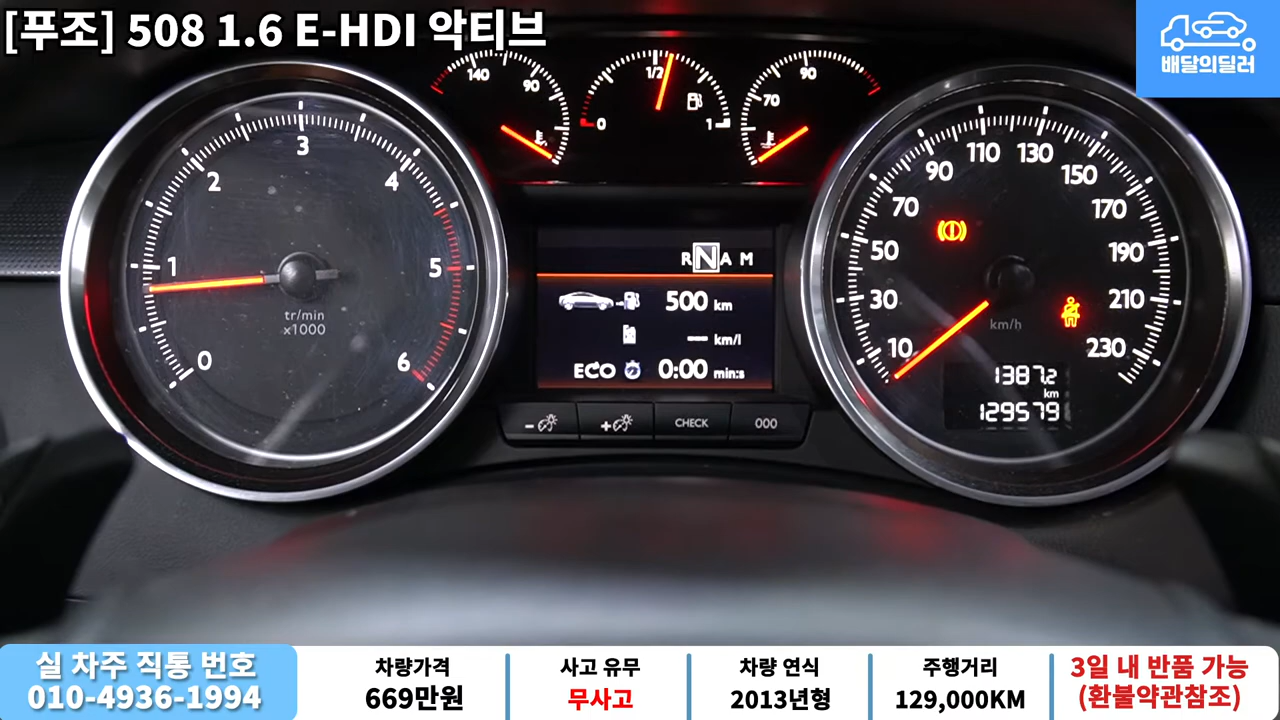 [푸조] 508 1.6 E-HDI 악티브
배달의딜러
140
90
0
1/2
1
70
90
0
1
2
3
4
5
6
tr/min
x1000
R N A M
500 km
-- km/l
ECO 0:00 min:s
- + CHECK 000
10
30
50
70
90
110
130
150
170
190
210
230
km/h
1387.2
km
129579
실 차주 직통 번호
010-4936-1994
차량가격
669만원
사고 유무
무사고
차량 연식
2013년형
주행거리
129,000KM
3일 내 반품 가능
(환불약관참조)